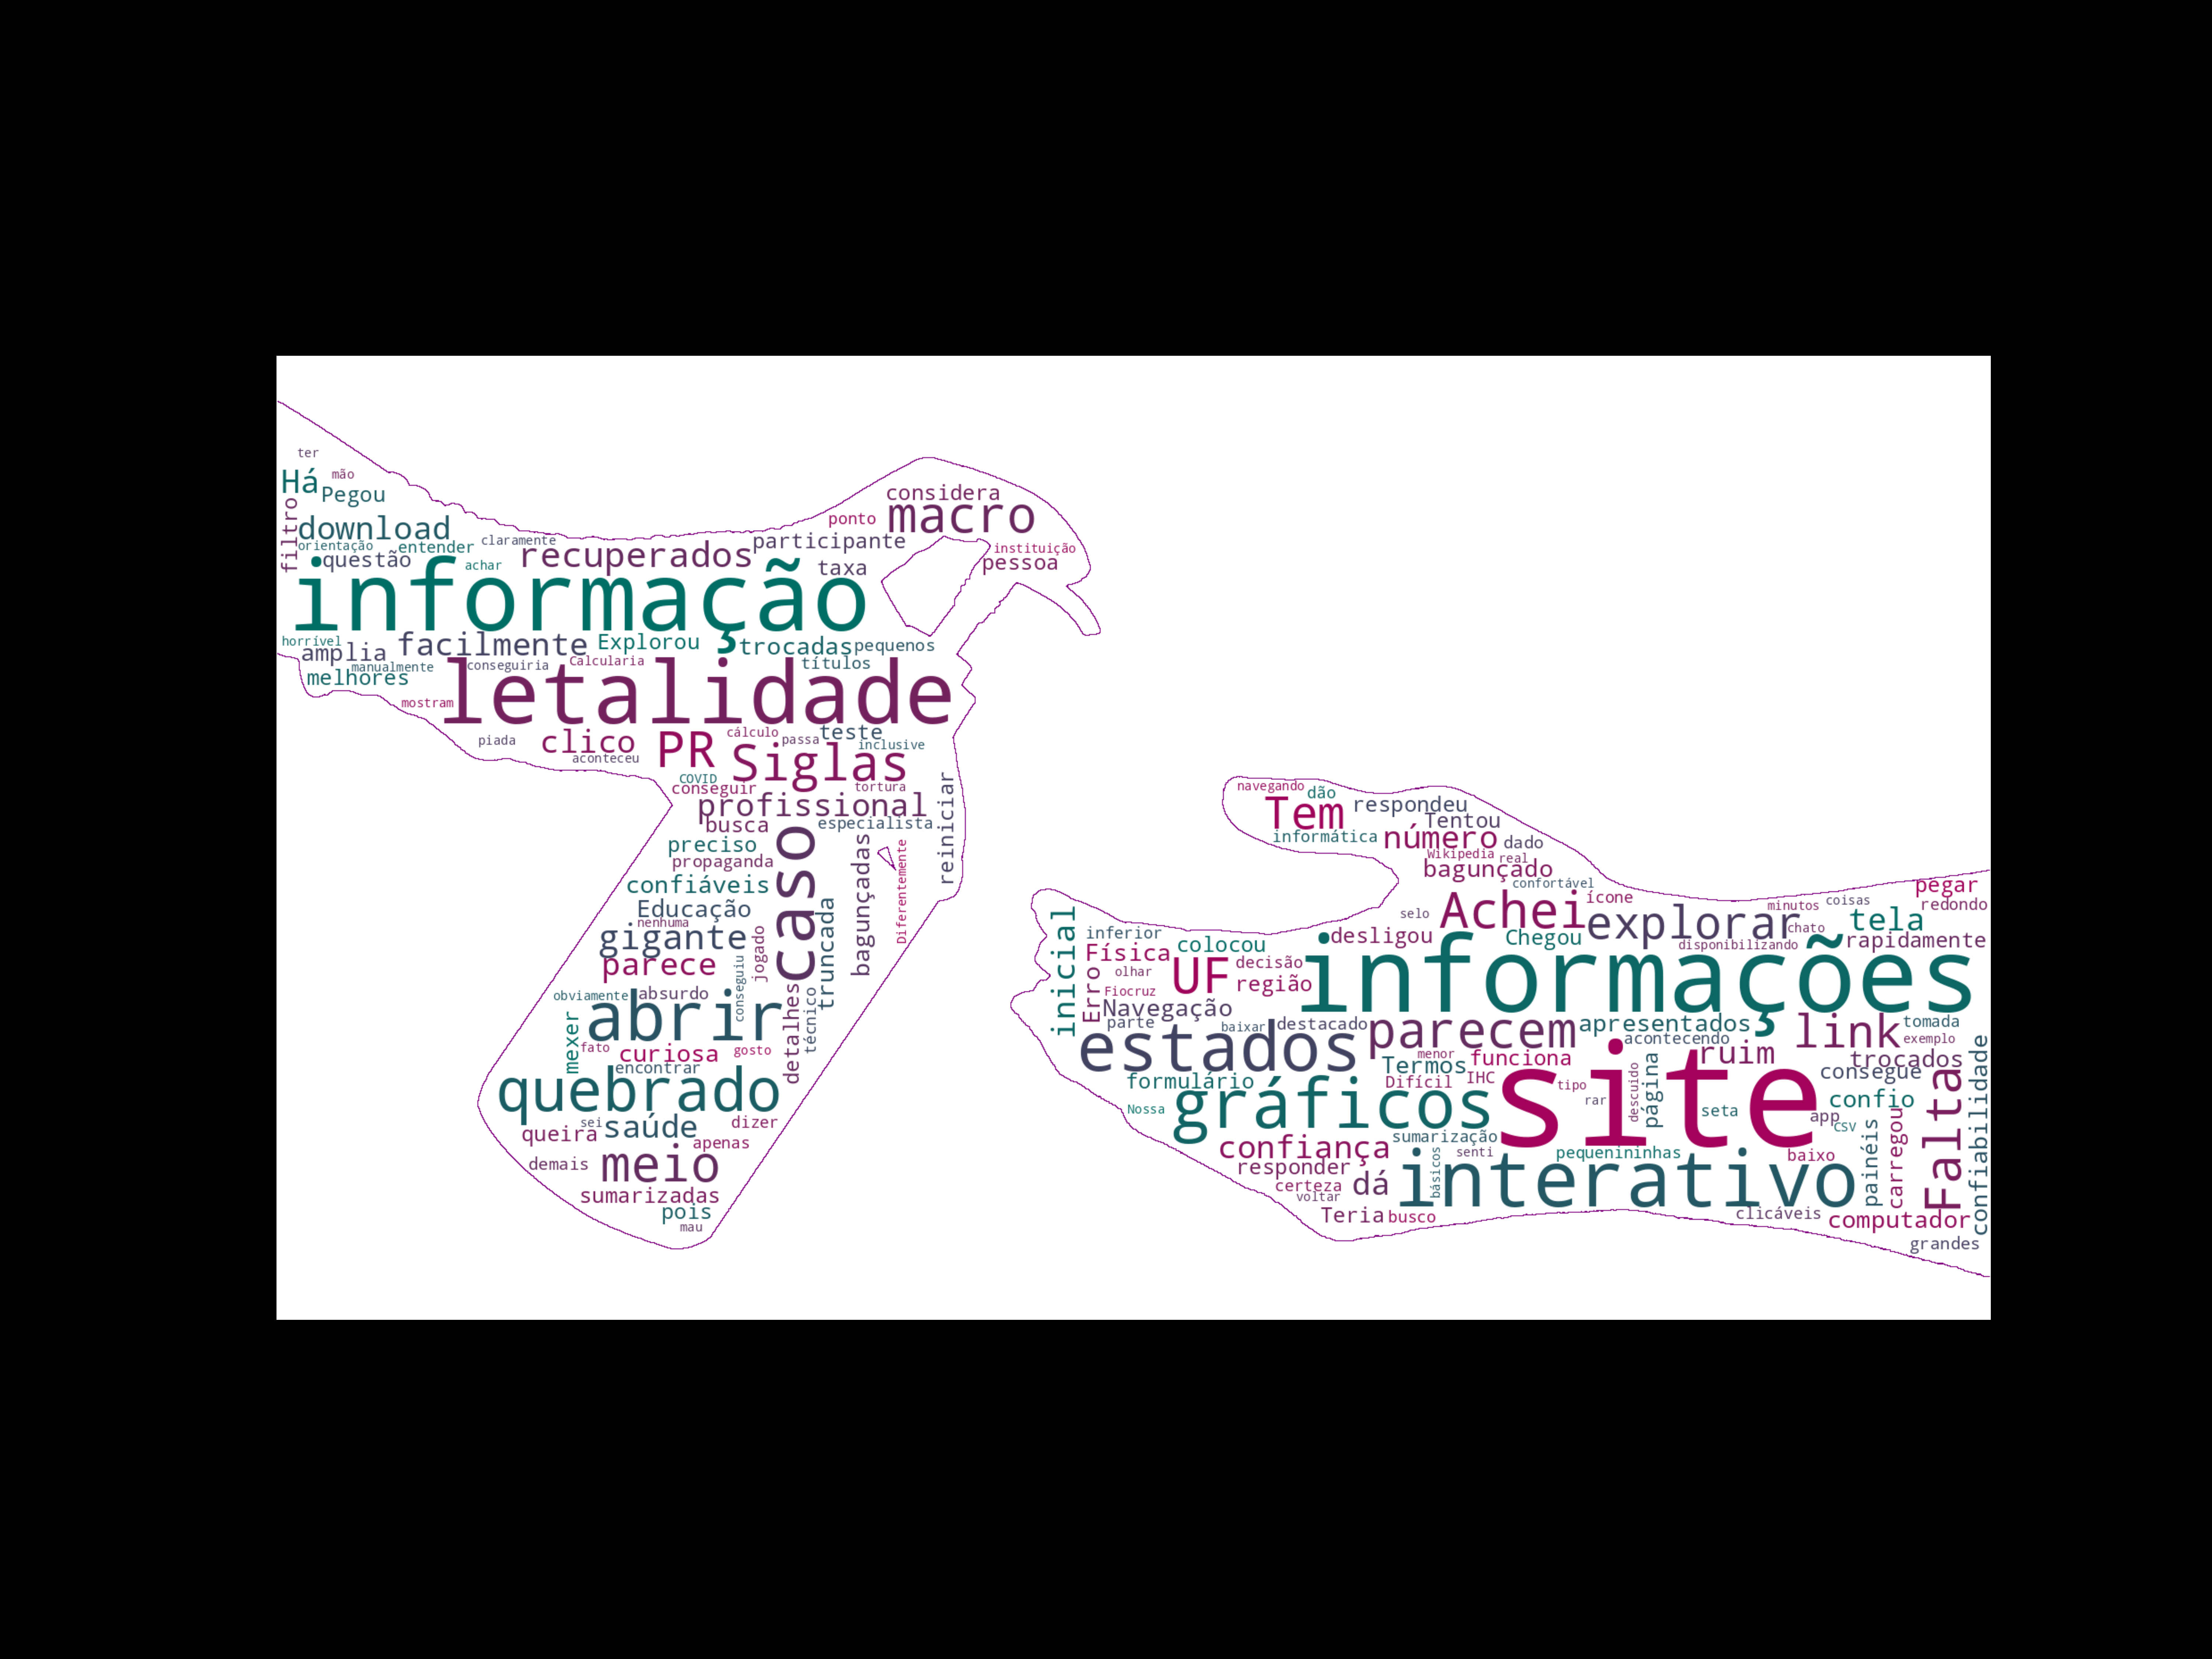 ter
Há
mão
Pegou
filtro
download
orientação
entender
claramente
questão
achar
recuperados
participante
considera
ponto
macro
instituição
pessoa
taxa
informação
horrível
amplia
facilmente
Explorou
trocadas
pequenos
manualmente
conseguiria
Calcularia
títulos
melhores
mostram
letalidade
piada
clico
aconteceu
PR
cálculo
passa
teste
inclusive
Siglas
COVID
conseguir
tortura
profissional
reiniciar
busca
especialista
preciso
caso
propaganda
bagunçadas
Diferentemente
confiáveis
Educação
truncada
nenhuma
gigante
jogado
parece
conseguiu
obviamente
absurdo
abrir
detalhes
técnico
mexer
fato
curiosa
gosto
encontrar
quebrado
sei
saúde
dizer
queira
apenas
demais
meio
sumarizadas
pois
mau
navegando
dão
Tem
respondeu
Tentou
informática
número
dado
Wikipedia
real
bagunçado
confortável
ícone
pegar
selo
Achei
explorar
minutos
coisas
redondo
chato
tela
inicial
inferior
Física
colocou
desligou
Chegou
disponibilizando
rapidamente
olhar
UF
decisão
região
informações
Erro
Fiocruz
Navegação
parte
baixar
destacado
parecem
apresentados
link
tomada
exemplo
acontecendo
estados
Termos
menor
funciona
ruim
trocados
consegue
formulário
Difícil
IHC
tipo
site
página
descuido
rar
seta
confio
app
CSV
Falta
confiabilidade
Nossa
gráficos
confiança
sumarização
senti
pequenininhas
baixo
painéis
carregou
responder
certeza
voltar
dá
básicos
interativo
Teria
busco
clicáveis
computador
grandes